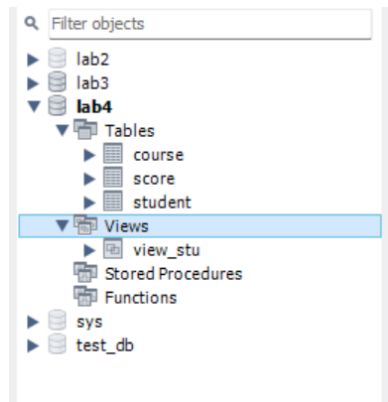 Filter objects
lab2
lab3
lab4
Tables
course
score
student
Views
view_stu
Stored Procedures
Functions
sys
test_db